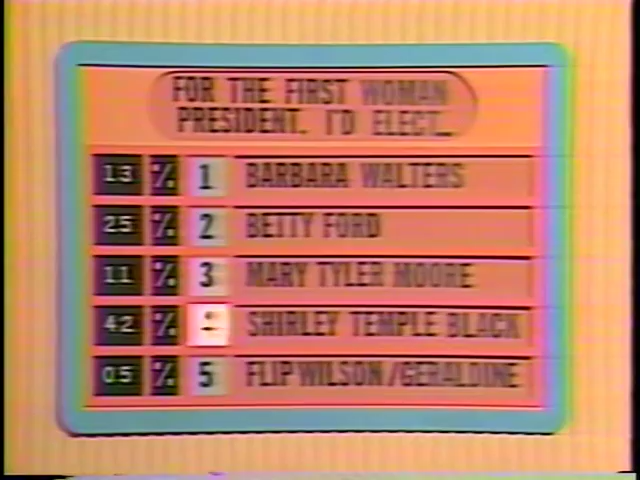 FOR THE FIRST WOMAN
PRESIDENT, I'D ELECT...
13 % 1 BARBARA WALTERS
25 % 2 BETTY FORD
11 % 3 MARY TYLER MOORE
42 % 4 SHIRLEY TEMPLE BLACK
05 % 5 FLIP WILSON/GERALDINE